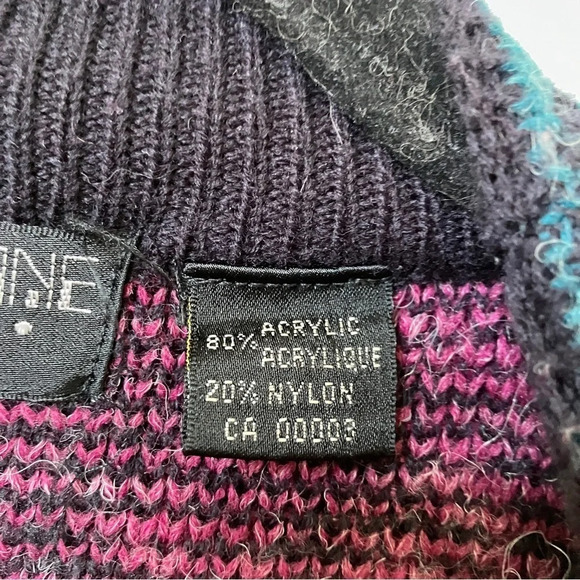 80% ACRYLIC
ACRYLIQUE
20% NYLON
CA 00003